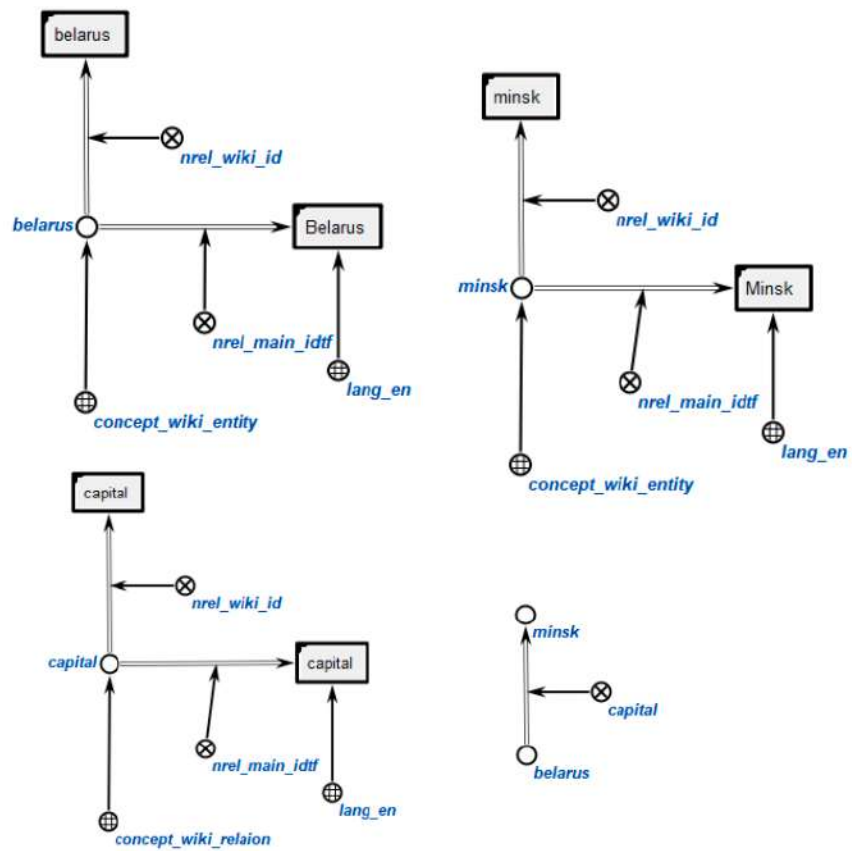 belarus
nrel_wiki_id
belarus
Belarus
nrel_main_idtf
lang_en
concept_wiki_entity
minsk
nrel_wiki_id
minsk
Minsk
nrel_main_idtf
lang_en
concept_wiki_entity
capital
nrel_wiki_id
capital
capital
nrel_main_idtf
lang_en
concept_wiki_relaion
minsk
capital
belarus